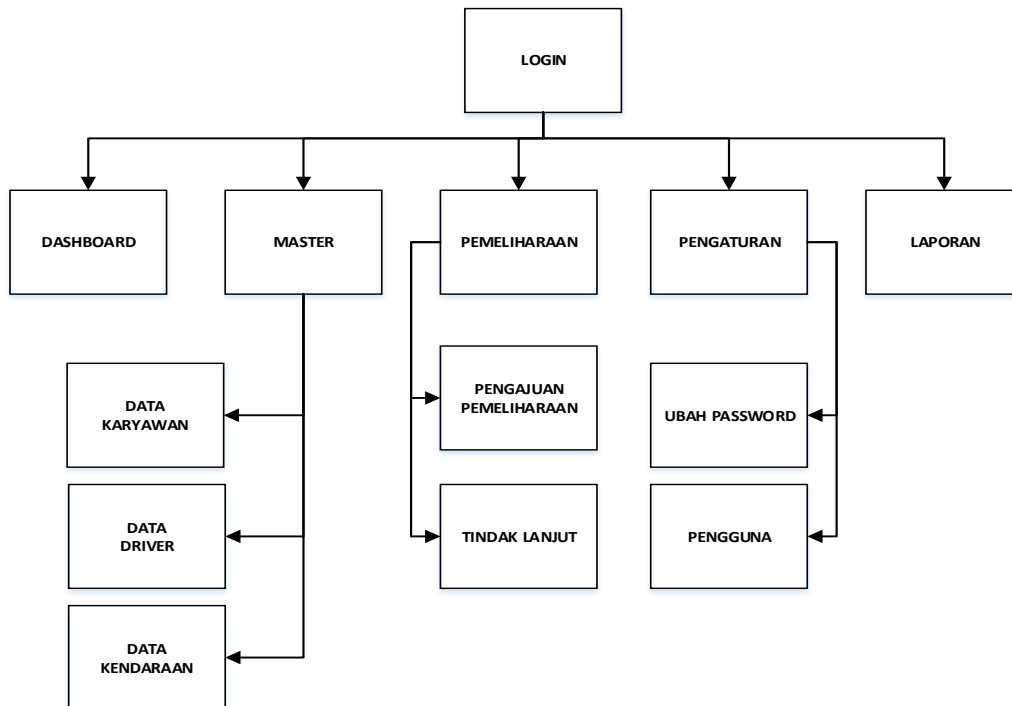 LOGIN
DASHBOARD
MASTER
PEMELIHARAAN
PENGATURAN
LAPORAN
DATA
KARYAWAN
PENGAJUAN
PEMELIHARAAN
UBAH PASSWORD
DATA
DRIVER
TINDAK LANJUT
PENGGUNA
DATA
KENDARAAN